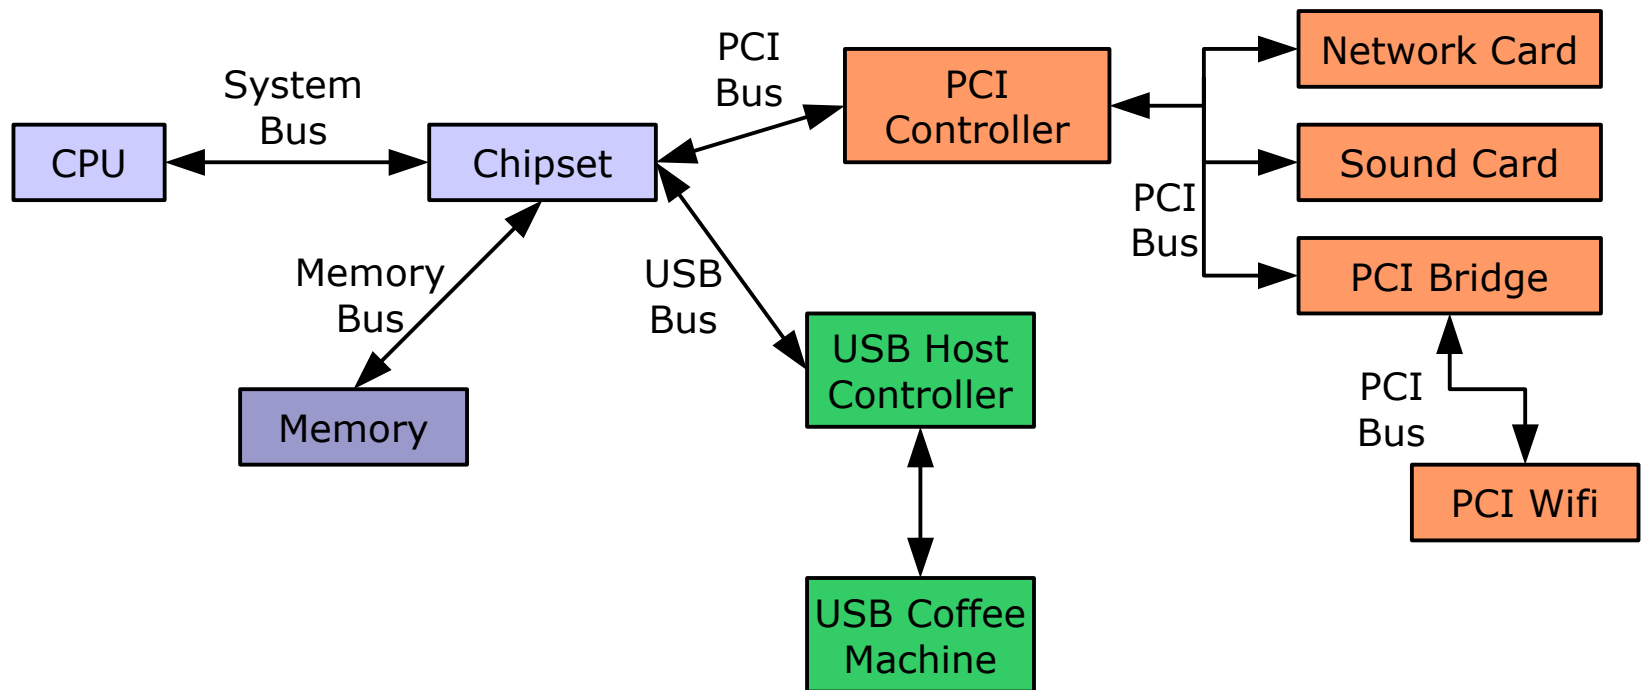 PCI
Bus
Network Card
System
Bus
PCI
Controller
CPU
Chipset
Sound Card
PCI
Bus
Memory
Bus
USB
Bus
PCI Bridge
USB Host
Controller
Memory
PCI
Bus
PCI Wifi
USB Coffee
Machine